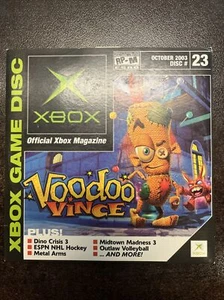 XBOX GAME DISC
RP-M
OCTOBER 2003
DISC # 23
XBOX
Official Xbox Magazine
VOODOO
VINCE
PLUS!
Dino Crisis 3
ESPN NHL Hockey
Metal Arms
Midtown Madness 3
Outlaw Volleyball
... AND MORE!